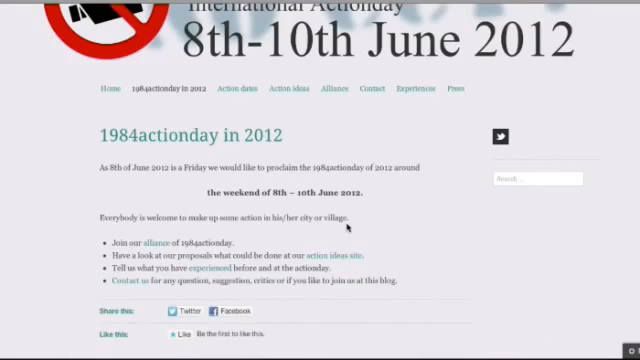 International Actionday
8th-10th June 2012
Home 1984actionday in 2012 Action dates Action ideas Alliance Contact Experiences Press
1984actionday in 2012
As 8th of June 2012 is a Friday we would like to proclaim the 1984actionday of 2012 around
the weekend of 8th – 10th June 2012.
Everybody is welcome to make up some action in his/her city or village.
Join our alliance of 1984actionday.
Have a look at our proposals what could be done at our action ideas site.
Tell us what you have experienced before and at the actionday.
Contact us for any question, suggestion, critics or if you like to join us at this blog.
Share this: Twitter Facebook
Like this: Like Be the first to like this.
Search ...